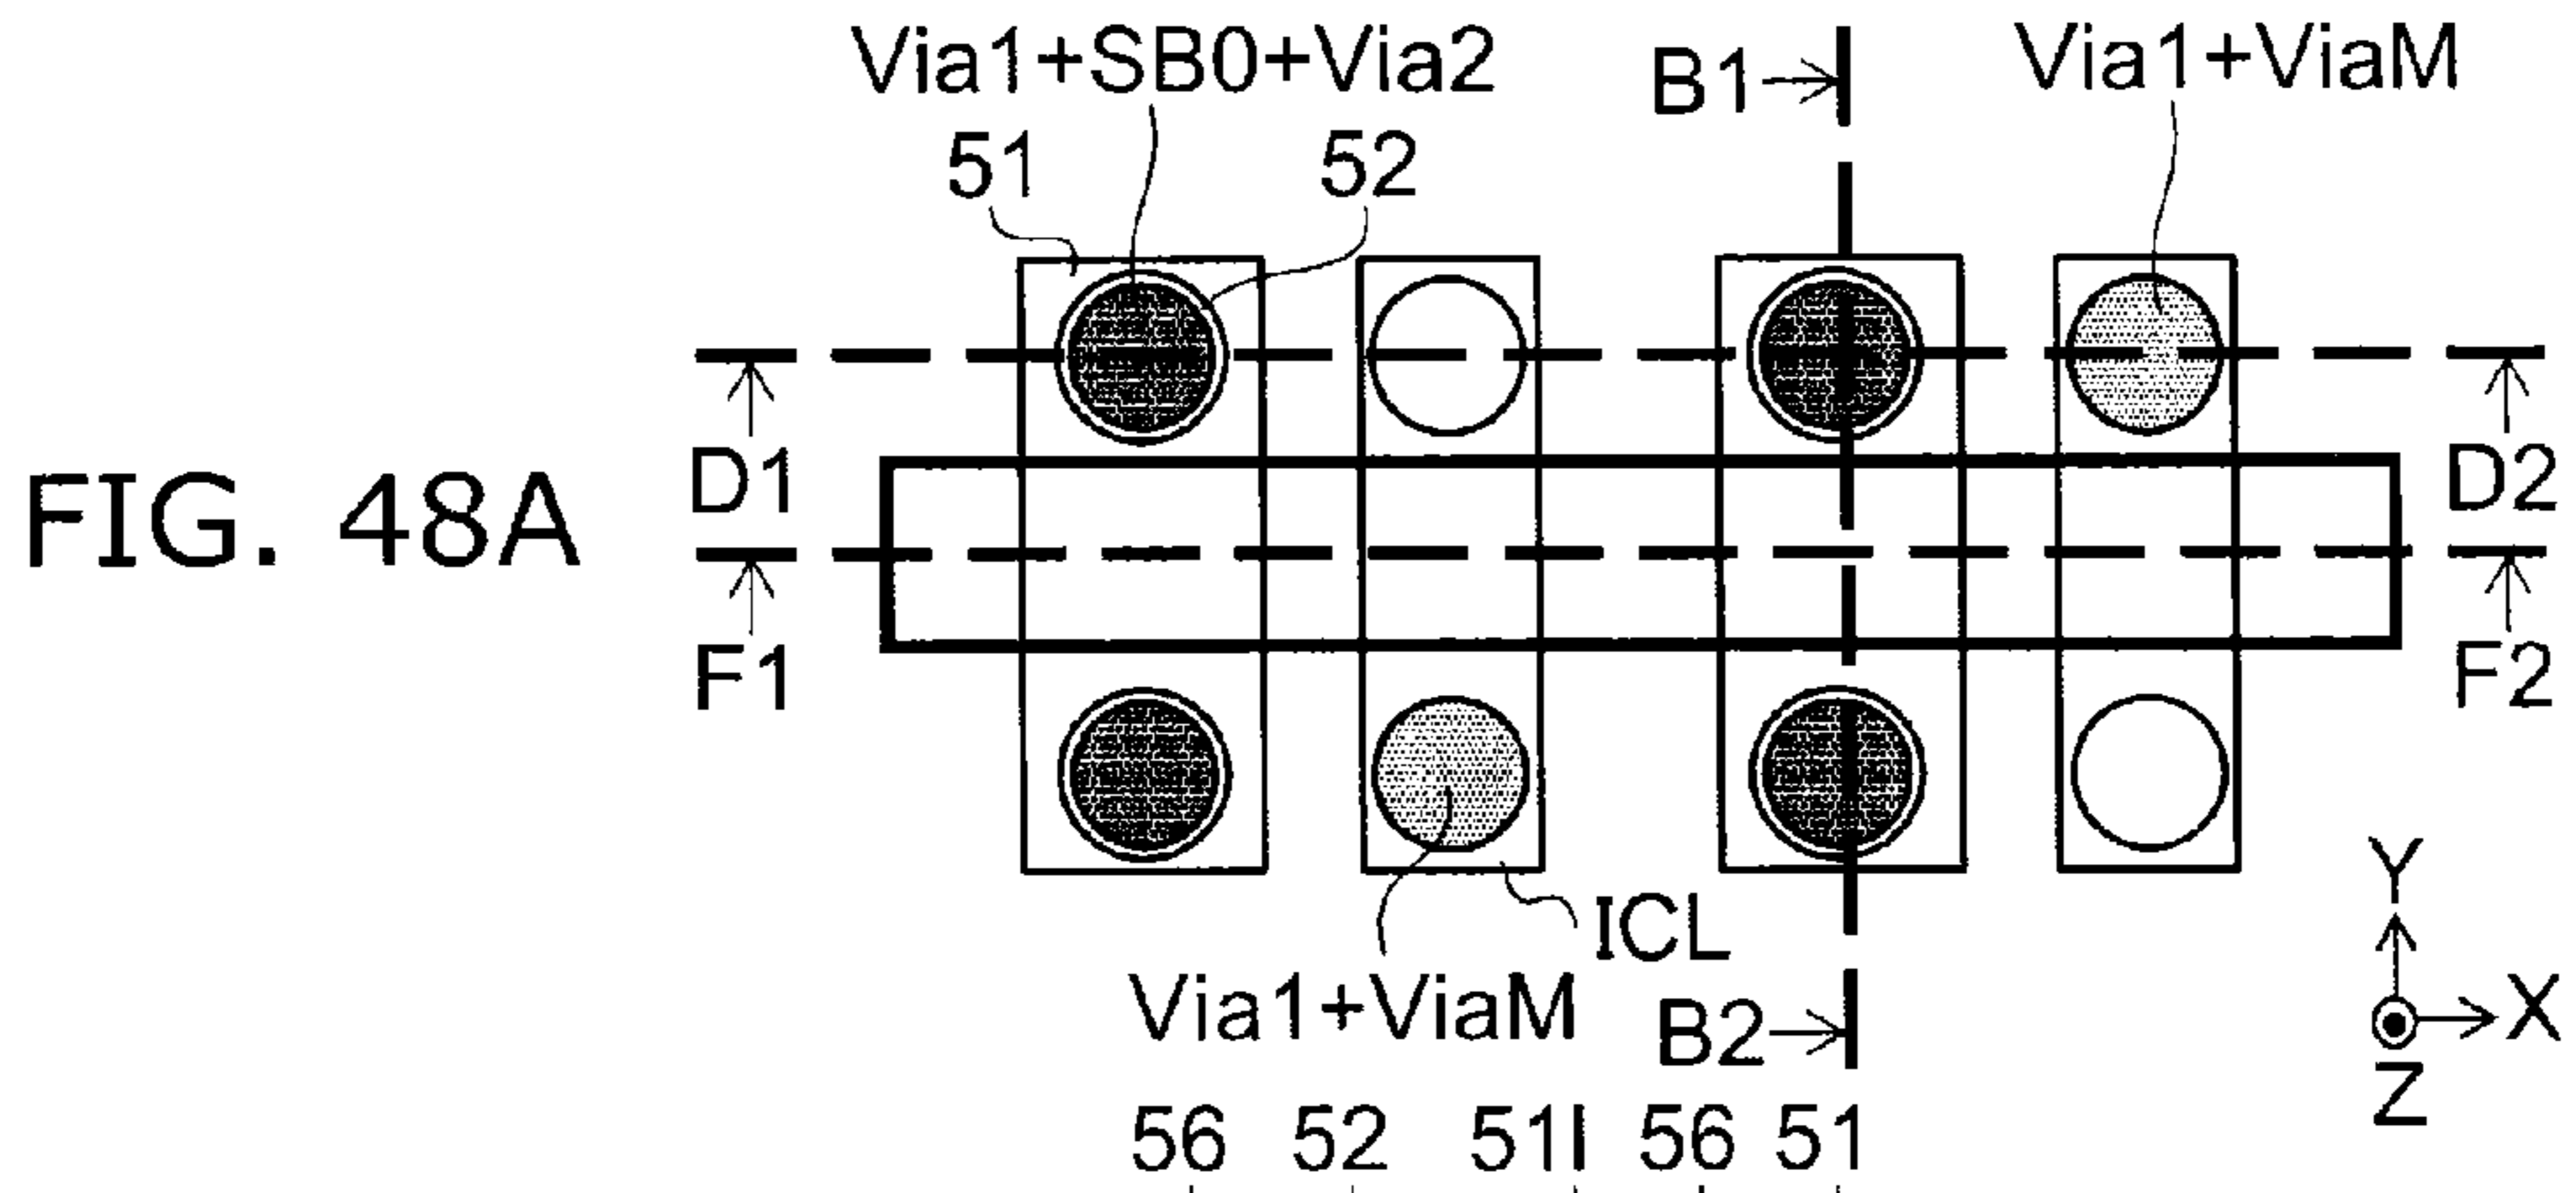 Via1+SB0+Via2 B1 Via1+ViaM
51 52
FIG. 48A D1 D2
F1 F2
ICL
Via1+ViaM B2 Y X Z
56 52 51 56 51